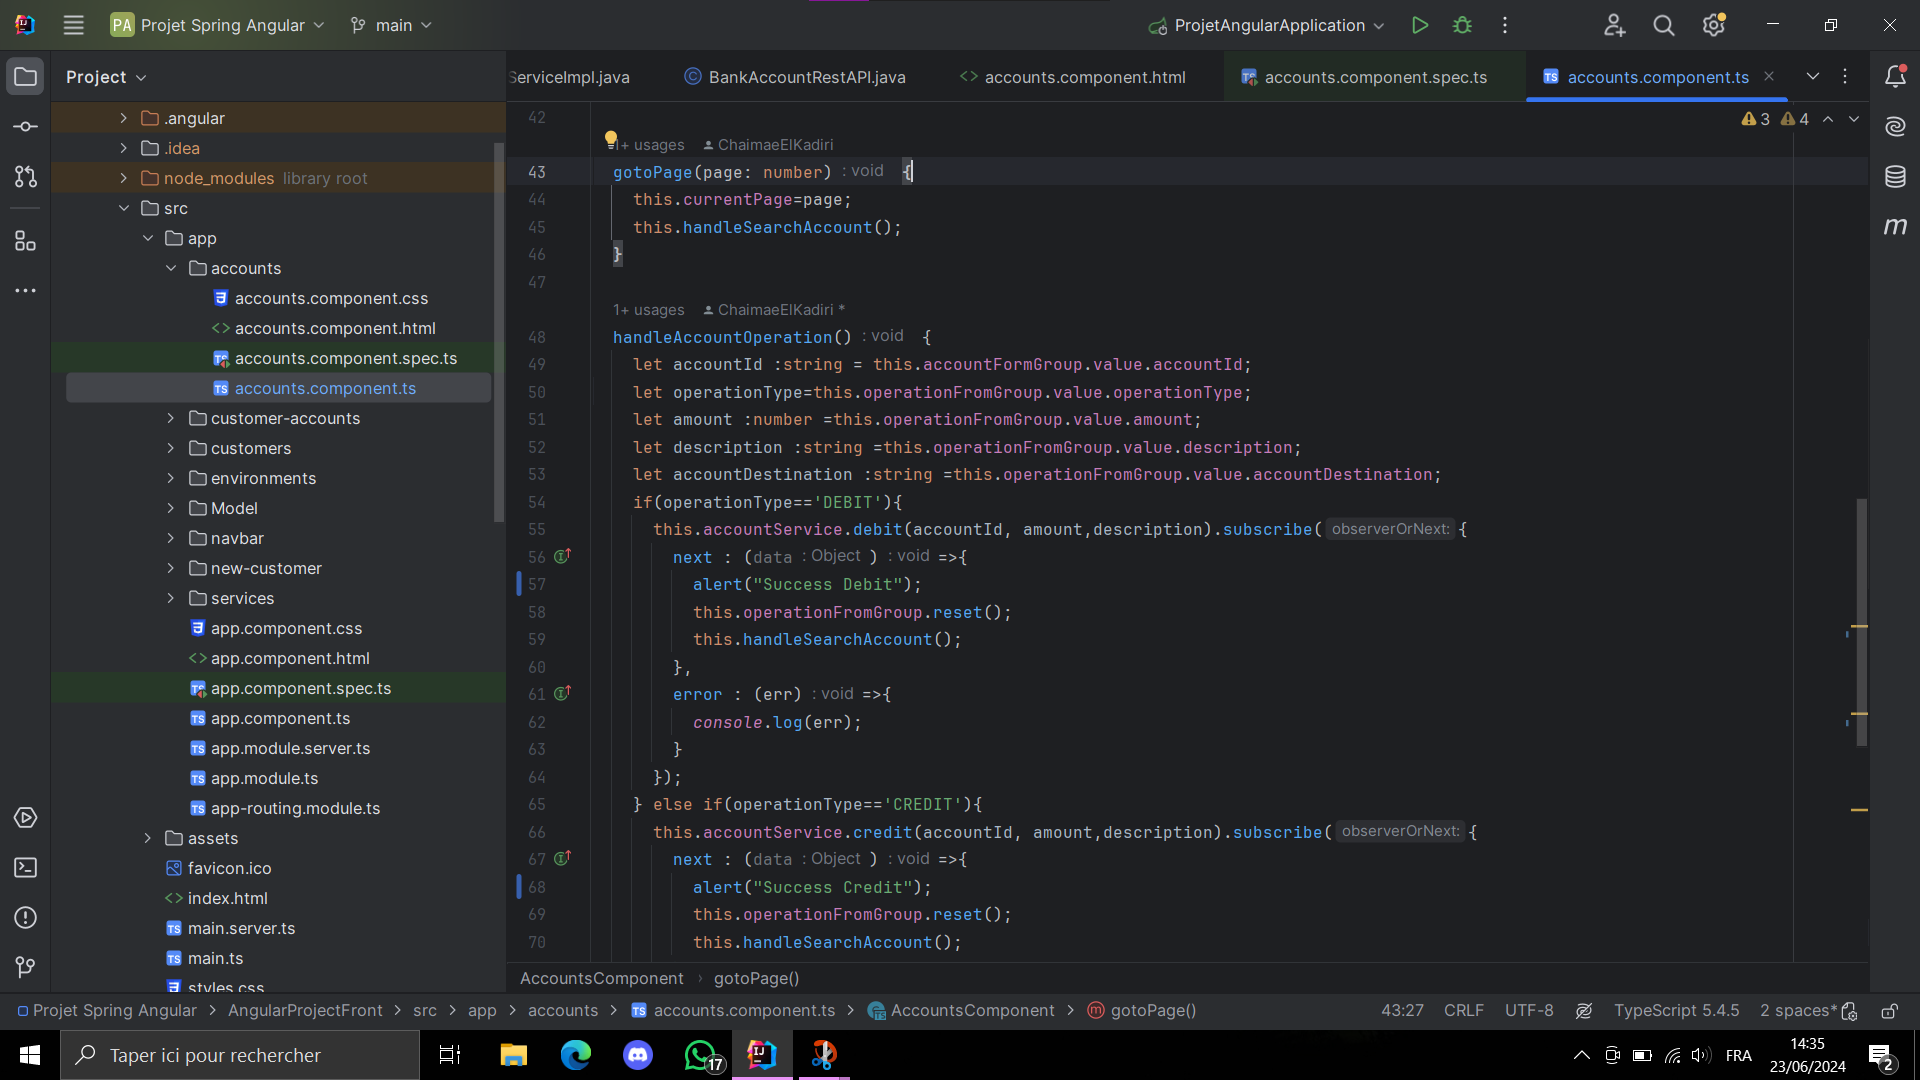 PA Projet Spring Angular main ProjetAngularApplication
Project
ServiceImpl.java BankAccountRestAPI.java accounts.component.html accounts.component.spec.ts accounts.component.ts
.angular
.idea
node_modules library root
src
app
accounts
accounts.component.css
accounts.component.html
accounts.component.spec.ts
accounts.component.ts
customer-accounts
customers
environments
Model
navbar
new-customer
services
app.component.css
app.component.html
app.component.spec.ts
app.component.ts
app.module.server.ts
app.module.ts
app-routing.module.ts
assets
favicon.ico
index.html
main.server.ts
main.ts
styles.css
3 4
42
1+ usages ChaimaeElKadiri
43 gotoPage(page: number) : void {
44 this.currentPage=page;
45 this.handleSearchAccount();
46 }
47
1+ usages ChaimaeElKadiri *
48 handleAccountOperation() : void {
49 let accountId :string = this.accountFormGroup.value.accountId;
50 let operationType=this.operationFromGroup.value.operationType;
51 let amount :number =this.operationFromGroup.value.amount;
52 let description :string =this.operationFromGroup.value.description;
53 let accountDestination :string =this.operationFromGroup.value.accountDestination;
54 if(operationType=='DEBIT'){
55 this.accountService.debit(accountId, amount,description).subscribe( observerOrNext: {
56 next : (data : Object ) : void =>{
57 alert("Success Debit");
58 this.operationFromGroup.reset();
59 this.handleSearchAccount();
60 },
61 error : (err) : void =>{
62 console.log(err);
63 }
64 });
65 } else if(operationType=='CREDIT'){
66 this.accountService.credit(accountId, amount,description).subscribe( observerOrNext: {
67 next : (data : Object ) : void =>{
68 alert("Success Credit");
69 this.operationFromGroup.reset();
70 this.handleSearchAccount();
AccountsComponent › gotoPage()
Projet Spring Angular > AngularProjectFront > src > app > accounts > accounts.component.ts > AccountsComponent > gotoPage() 43:27 CRLF UTF-8 TypeScript 5.4.5 2 spaces*
Taper ici pour rechercher
17
FRA
14:35
23/06/2024
2